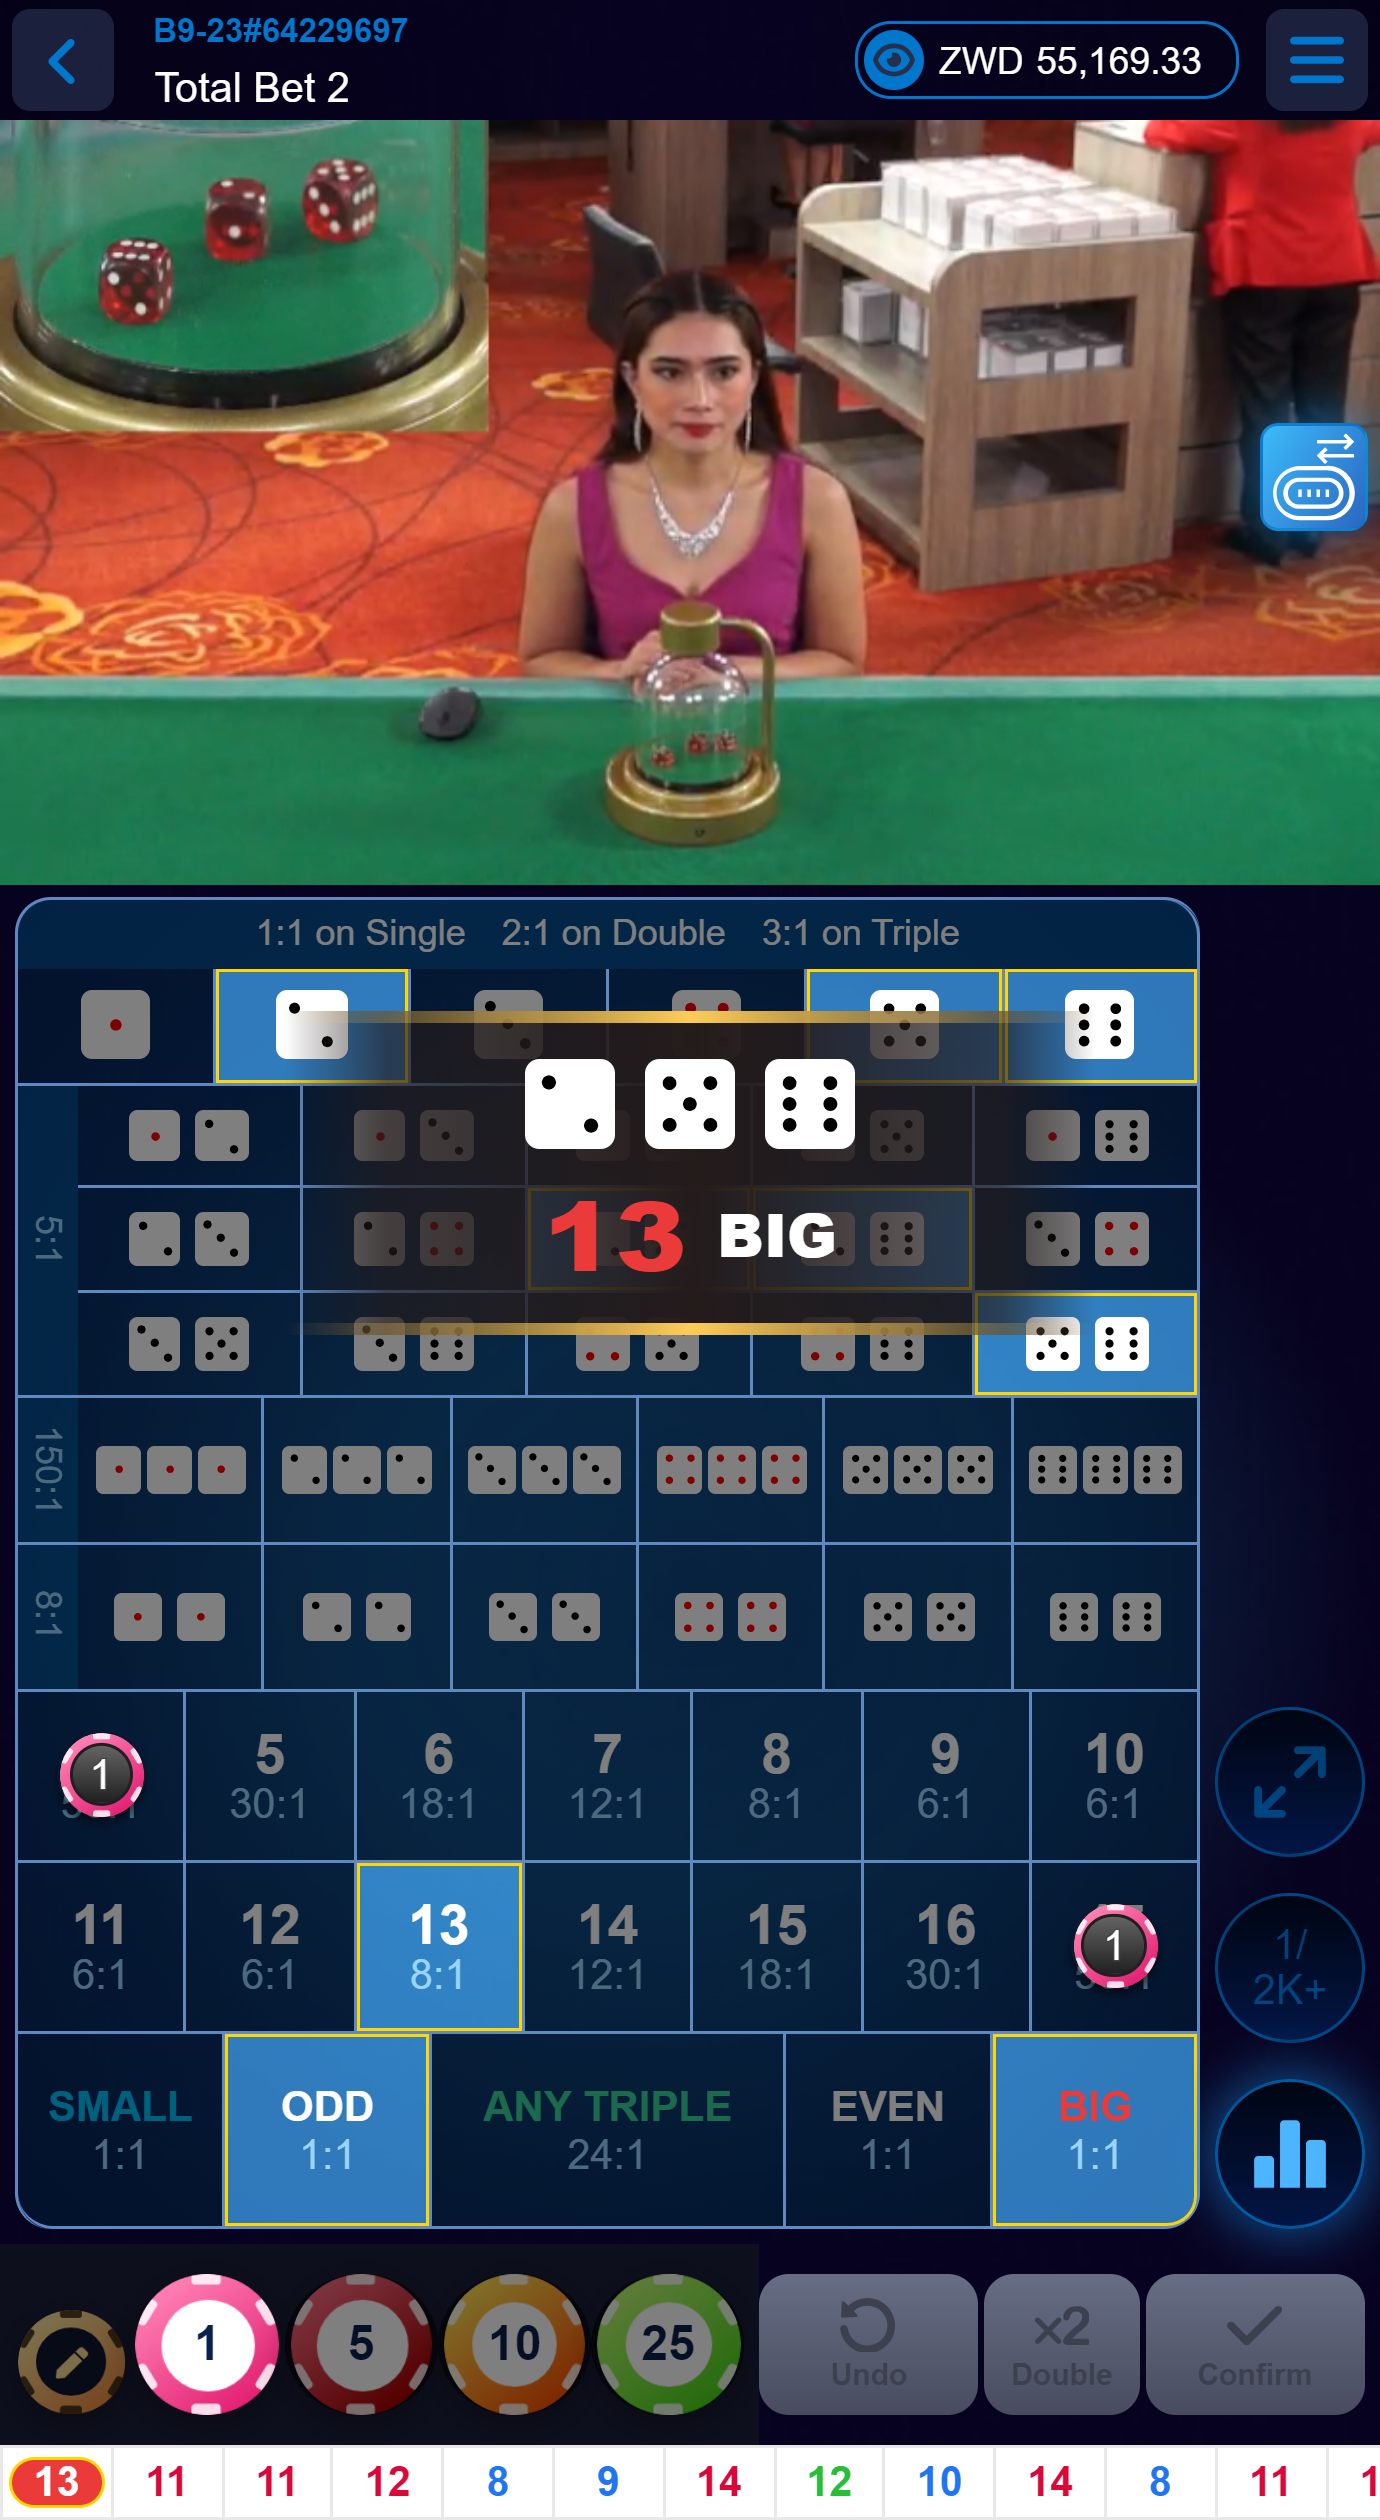 B9-23#64229697
Total Bet 2
ZWD 55,169.33
1:1 on Single 2:1 on Double 3:1 on Triple
13 BIG
5:1
150:1
8:1
1 5 6 7 8 9 10
30:1 18:1 12:1 8:1 6:1 6:1
11 12 13 14 15 16 1
6:1 6:1 8:1 12:1 18:1 30:1
1/
2K+
SMALL ODD ANY TRIPLE EVEN BIG
1:1 1:1 24:1 1:1 1:1
1 5 10 25
x2
Undo Double Confirm
13 11 11 12 8 9 14 12 10 14 8 11